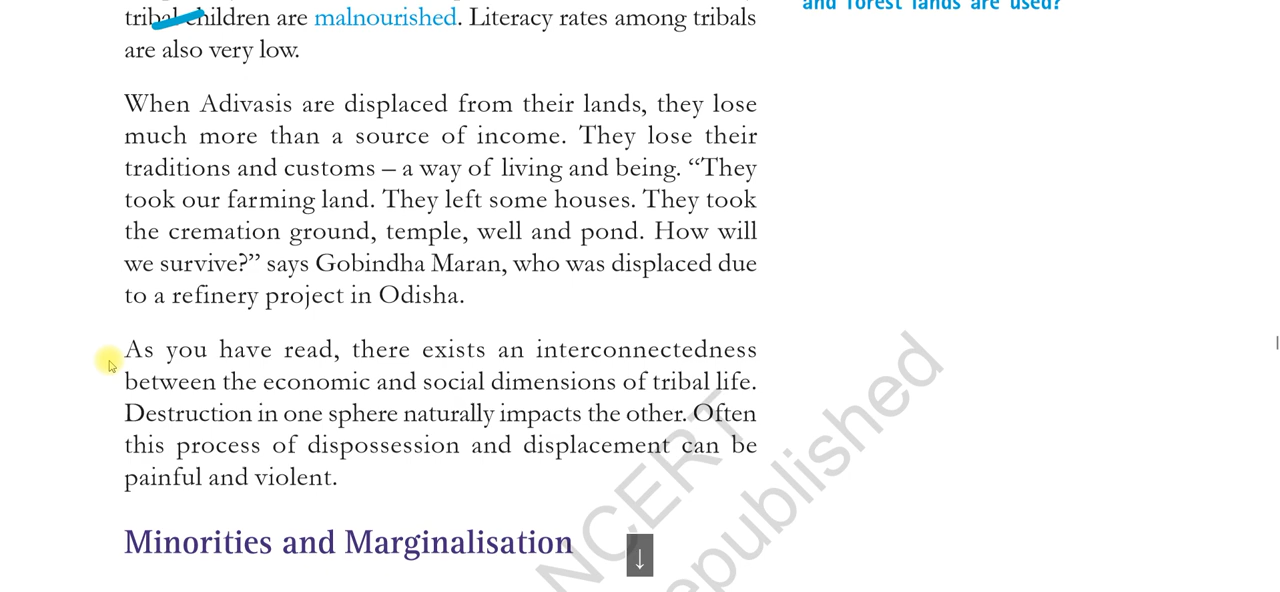 tribal children are malnourished. Literacy rates among tribals
are also very low.
and forest lands are used?
When Adivasis are displaced from their lands, they lose
much more than a source of income. They lose their
traditions and customs – a way of living and being. “They
took our farming land. They left some houses. They took
the cremation ground, temple, well and pond. How will
we survive?” says Gobindha Maran, who was displaced due
to a refinery project in Odisha.
As you have read, there exists an interconnectedness
between the economic and social dimensions of tribal life.
Destruction in one sphere naturally impacts the other. Often
this process of dispossession and displacement can be
painful and violent.
Minorities and Marginalisation
NCERT
epublished